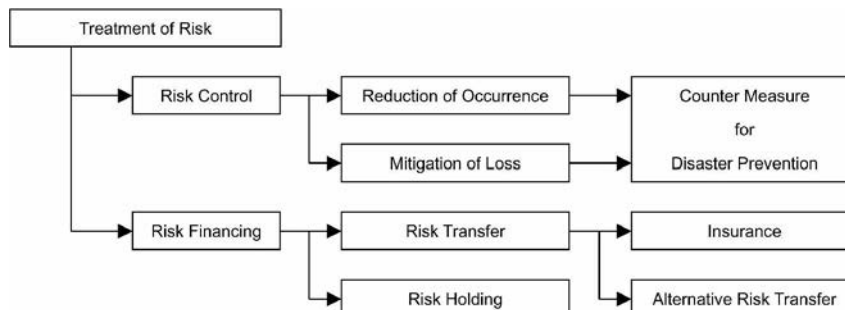 Treatment of Risk
Risk Control
Reduction of Occurrence
Counter Measure
for
Disaster Prevention
Mitigation of Loss
Risk Financing
Risk Transfer
Insurance
Risk Holding
Alternative Risk Transfer